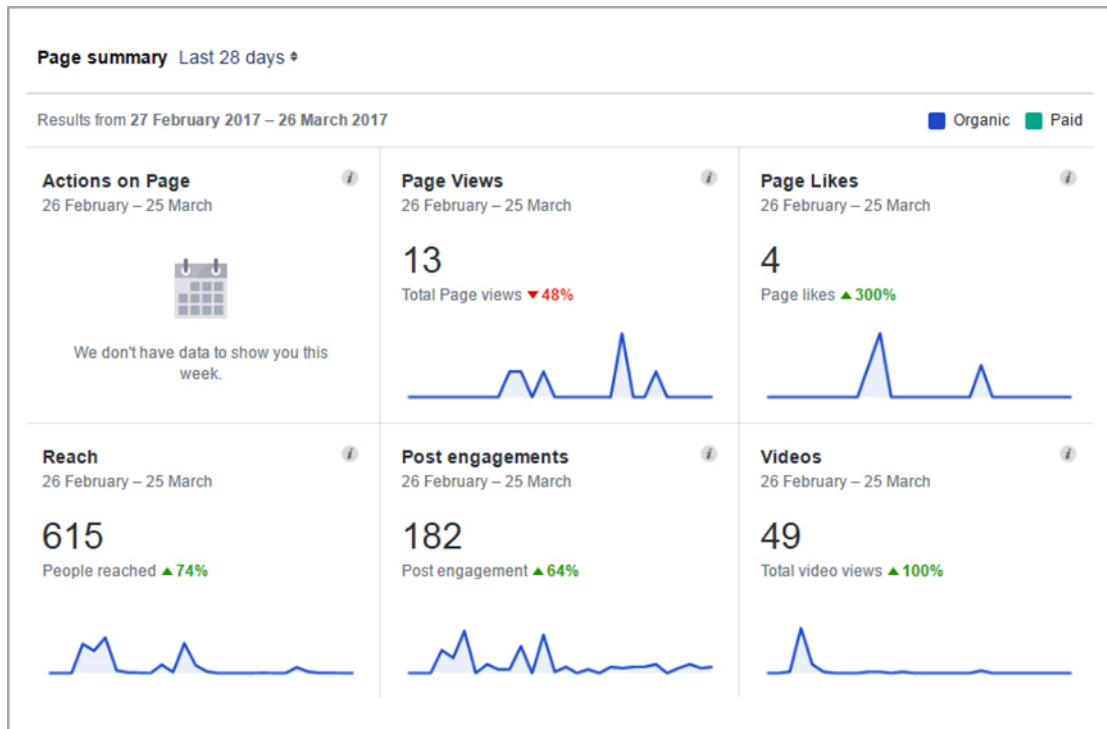 Page summary Last 28 days
Results from 27 February 2017 – 26 March 2017
Organic Paid
Actions on Page
26 February – 25 March
We don't have data to show you this
week.
Page Views
26 February – 25 March
13
Total Page views ▼48%
Page Likes
26 February – 25 March
4
Page likes ▲300%
Reach
26 February – 25 March
615
People reached ▲74%
Post engagements
26 February – 25 March
182
Post engagement ▲64%
Videos
26 February – 25 March
49
Total video views ▲100%